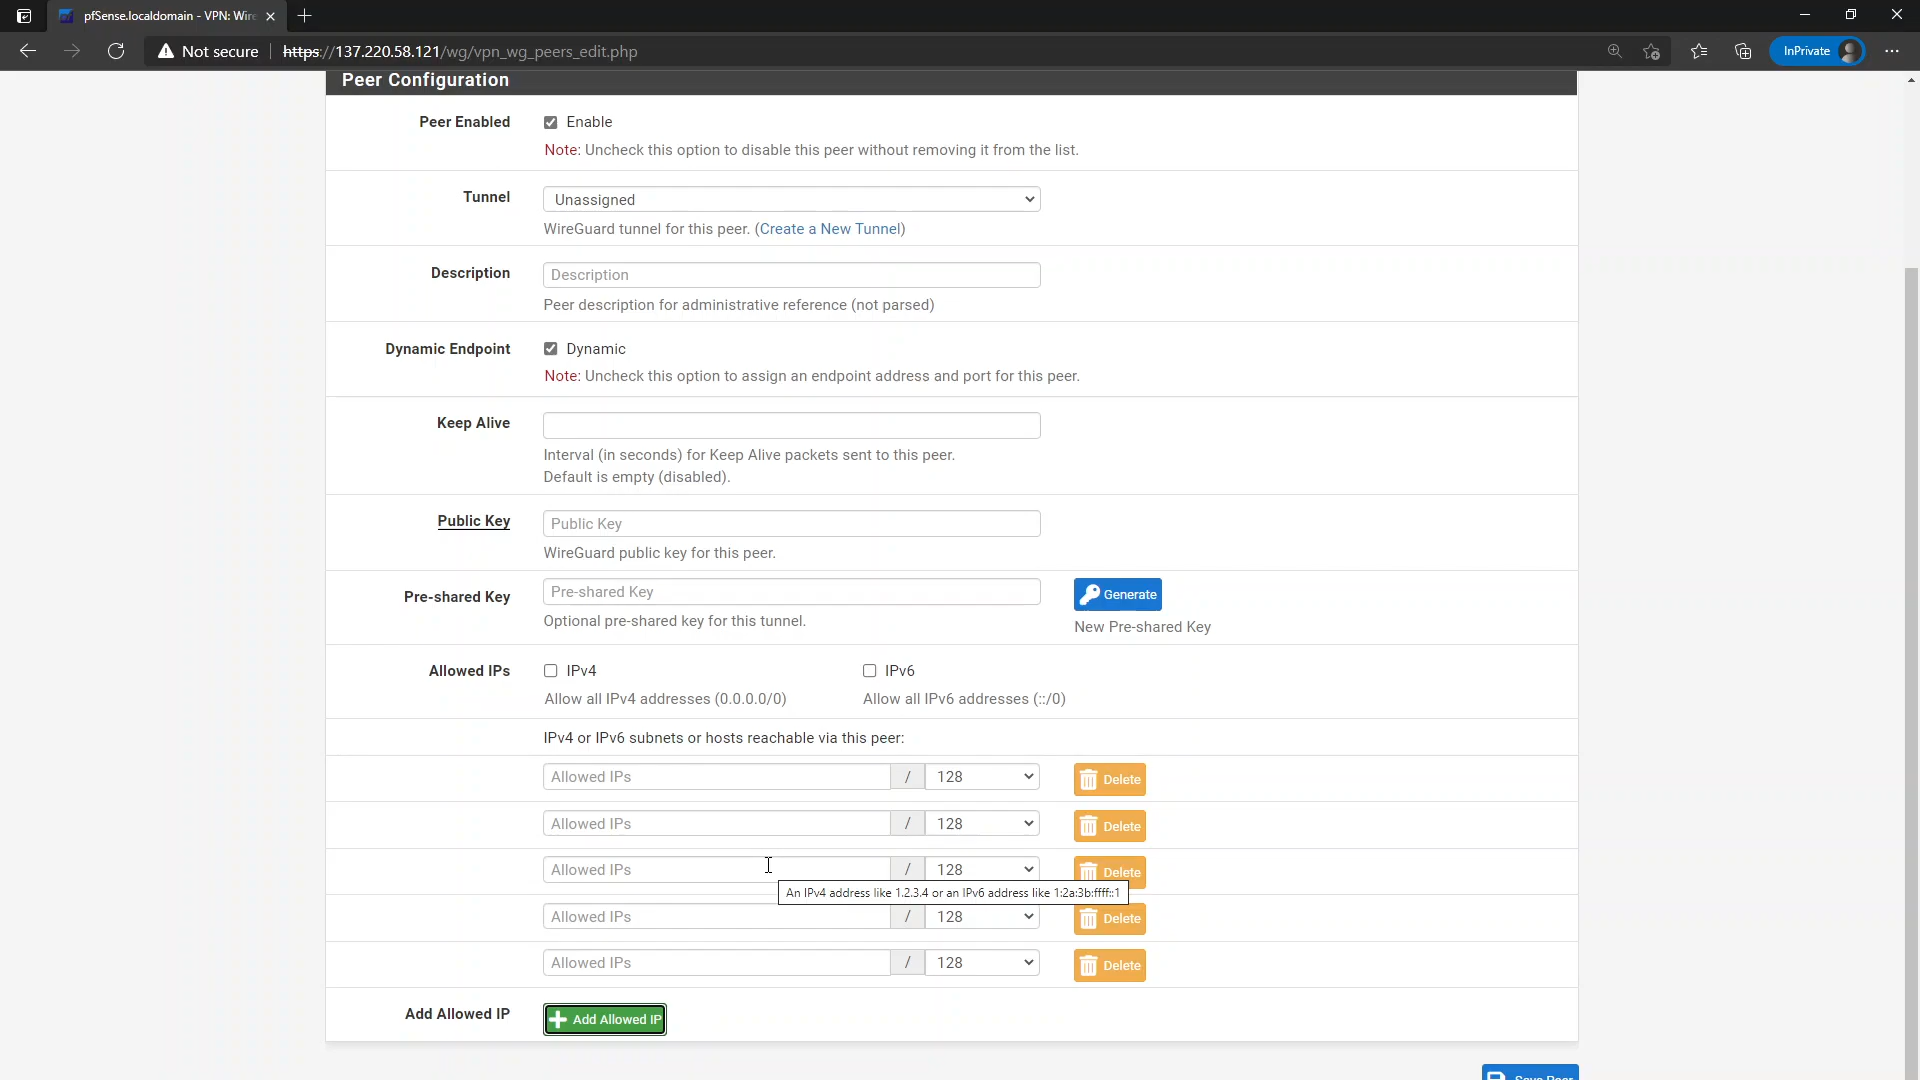 pfSense.localdomain - VPN: Wire
Not secure
https://137.220.58.121/wg/vpn_wg_peers_edit.php
InPrivate
Peer Configuration
Peer Enabled
Enable
Note: Uncheck this option to disable this peer without removing it from the list.
Tunnel
Unassigned
WireGuard tunnel for this peer. (Create a New Tunnel)
Description
Description
Peer description for administrative reference (not parsed)
Dynamic Endpoint
Dynamic
Note: Uncheck this option to assign an endpoint address and port for this peer.
Keep Alive
Interval (in seconds) for Keep Alive packets sent to this peer.
Default is empty (disabled).
Public Key
Public Key
WireGuard public key for this peer.
Pre-shared Key
Pre-shared Key
Generate
Optional pre-shared key for this tunnel.
New Pre-shared Key
Allowed IPs
IPv4
IPv6
Allow all IPv4 addresses (0.0.0.0/0)
Allow all IPv6 addresses (::/0)
IPv4 or IPv6 subnets or hosts reachable via this peer:
Allowed IPs / 128 Delete
Allowed IPs / 128 Delete
Allowed IPs / 128 Delete
An IPv4 address like 1.2.3.4 or an IPv6 address like 1:2a:3b:ffff::1
Allowed IPs / 128 Delete
Allowed IPs / 128 Delete
Add Allowed IP
Add Allowed IP
Save Peer